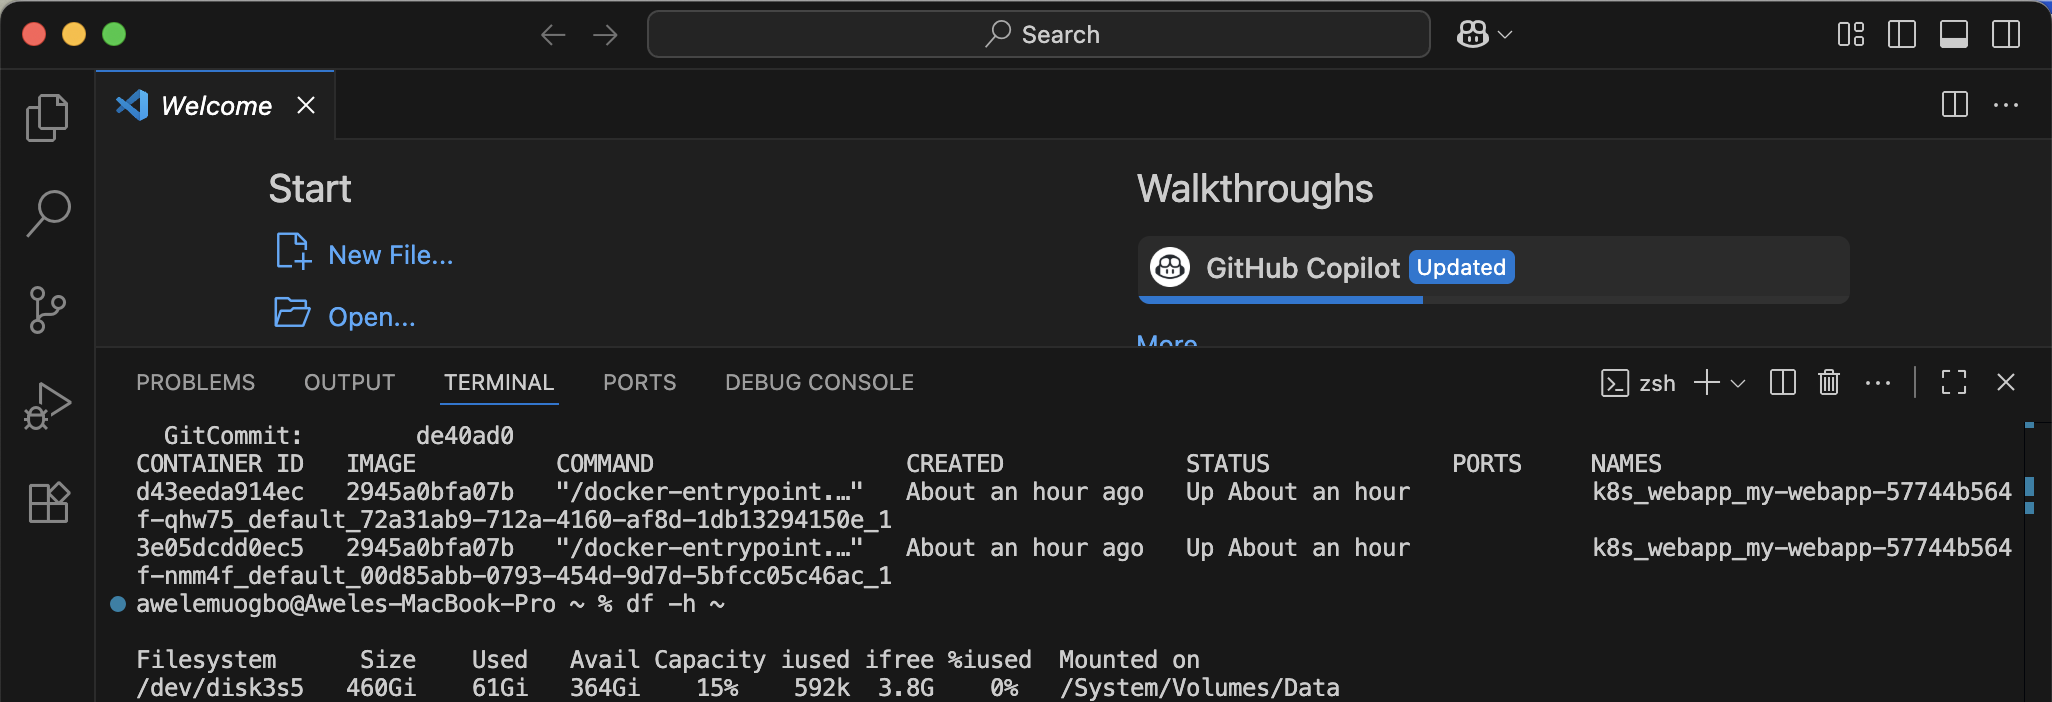 Search
Welcome
Start
Walkthroughs
New File...
GitHub Copilot Updated
Open...
More
PROBLEMS OUTPUT TERMINAL PORTS DEBUG CONSOLE zsh
GitCommit: de40ad0
CONTAINER ID IMAGE COMMAND CREATED STATUS PORTS NAMES
d43eeda914ec 2945a0bfa07b "/docker-entrypoint.…" About an hour ago Up About an hour k8s_webapp_my-webapp-57744b564
f-qhw75_default_72a31ab9-712a-4160-af8d-1db13294150e_1
3e05dcdd0ec5 2945a0bfa07b "/docker-entrypoint.…" About an hour ago Up About an hour k8s_webapp_my-webapp-57744b564
f-nmm4f_default_00d85abb-0793-454d-9d7d-5bfcc05c46ac_1
awelemuogbo@Aweles-MacBook-Pro ~ % df -h ~
Filesystem Size Used Avail Capacity iused ifree %iused Mounted on
/dev/disk3s5 460Gi 61Gi 364Gi 15% 592k 3.8G 0% /System/Volumes/Data